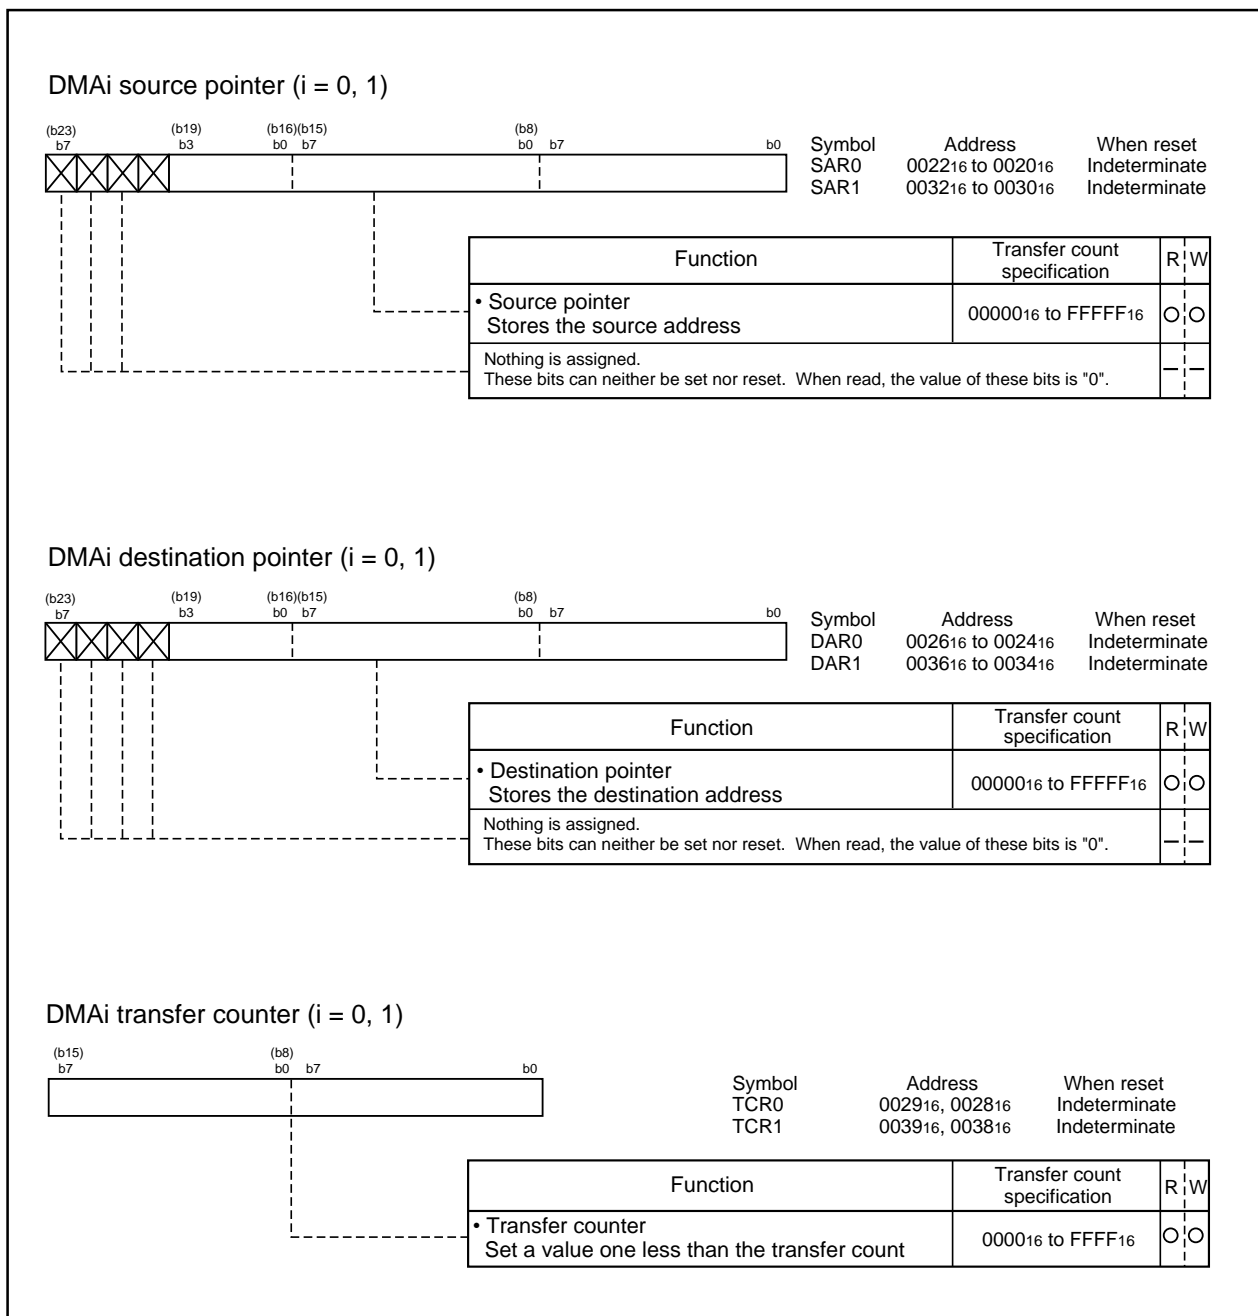 DMAi source pointer (i = 0, 1)
(b23) (b19) (b16)(b15) (b8)
b7 b3 b0 b7 b0 b7 b0
Symbol Address When reset
SAR0 002216 to 002016 Indeterminate
SAR1 003216 to 003016 Indeterminate
Function Transfer count specification R W
• Source pointer
Stores the source address 0000016 to FFFFF16
Nothing is assigned.
These bits can neither be set nor reset. When read, the value of these bits is "0". – –
DMAi destination pointer (i = 0, 1)
(b23) (b19) (b16)(b15) (b8)
b7 b3 b0 b7 b0 b7 b0
Symbol Address When reset
DAR0 002616 to 002416 Indeterminate
DAR1 003616 to 003416 Indeterminate
Function Transfer count specification R W
• Destination pointer
Stores the destination address 0000016 to FFFFF16
Nothing is assigned.
These bits can neither be set nor reset. When read, the value of these bits is "0". – –
DMAi transfer counter (i = 0, 1)
(b15) (b8)
b7 b0 b7 b0
Symbol Address When reset
TCR0 002916, 002816 Indeterminate
TCR1 003916, 003816 Indeterminate
Function Transfer count specification R W
• Transfer counter
Set a value one less than the transfer count 000016 to FFFF16